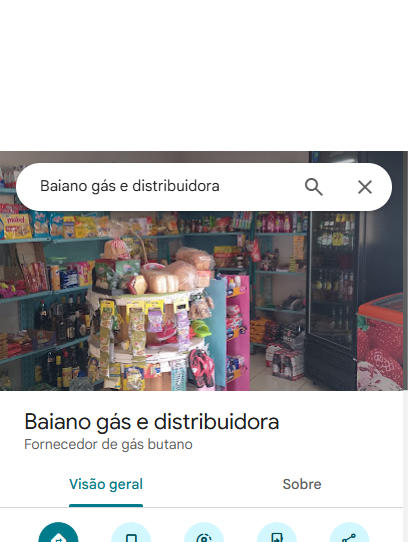 Baiano gás e distribuidora
Baiano gás e distribuidora
Fornecedor de gás butano
Visão geral
Sobre